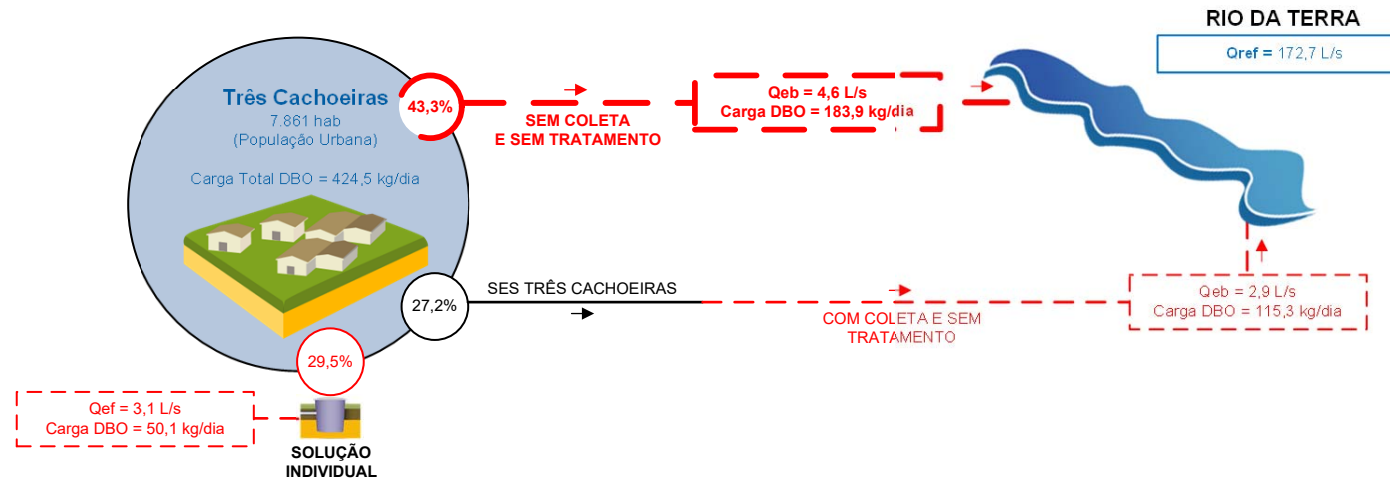 RIO DA TERRA
Qref = 172,7 L/s
Três Cachoeiras
7.861 hab
(População Urbana)
Carga Total DBO = 424,5 kg/dia
43,3%
SEM COLETA
E SEM TRATAMENTO
Qeb = 4,6 L/s
Carga DBO = 183,9 kg/dia
27,2%
SES TRÊS CACHOEIRAS
COM COLETA E SEM
TRATAMENTO
Qeb = 2,9 L/s
Carga DBO = 115,3 kg/dia
29,5%
Qef = 3,1 L/s
Carga DBO = 50,1 kg/dia
SOLUÇÃO
INDIVIDUAL